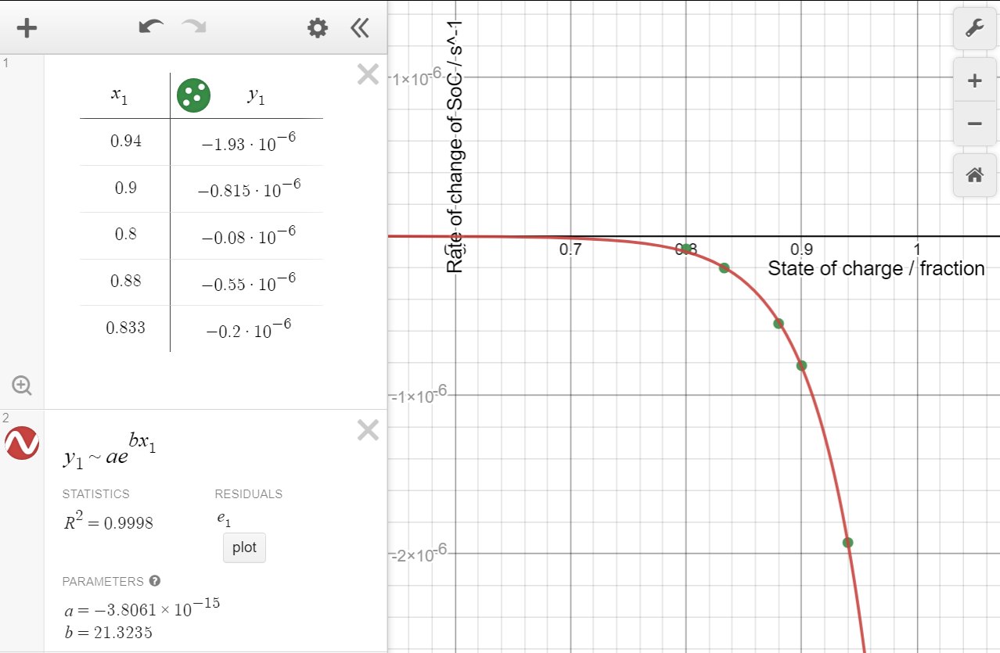 1
x₁ y₁
0.94 −1.93 · 10⁻⁶
0.9 −0.815 · 10⁻⁶
0.8 −0.08 · 10⁻⁶
0.88 −0.55 · 10⁻⁶
0.833 −0.2 · 10⁻⁶
2
y₁ ~ ae^bx₁
STATISTICS RESIDUALS
R² = 0.9998 e₁
plot
PARAMETERS ?
a = −3.8061 × 10⁻¹⁵
b = 21.3235
Rate of change of SoC / s^-1
1×10⁻⁶
0.7 0.8 0.9 1
State of charge / fraction
-1×10⁻⁶
-2×10⁻⁶